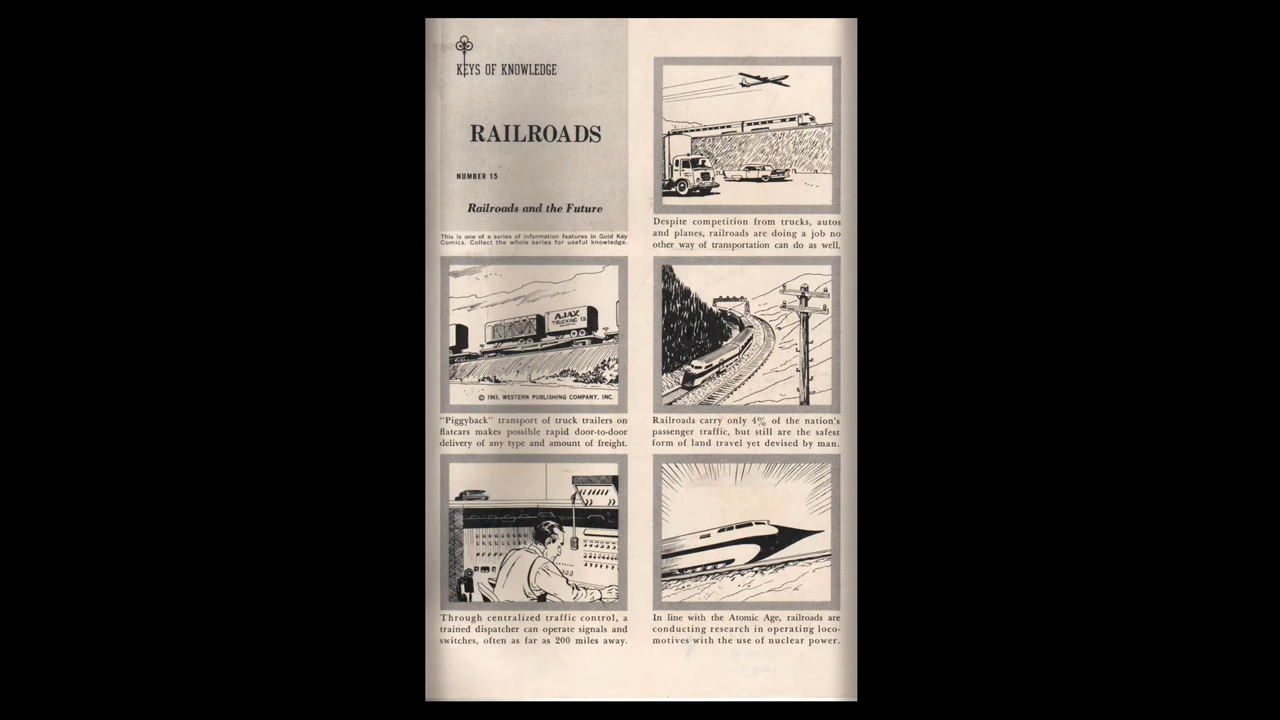 KEYS OF KNOWLEDGE
RAILROADS
NUMBER 15
Railroads and the Future
This is one of a series of information features in Gold Key
Comics. Collect the whole series for useful knowledge.
Despite competition from trucks, autos
and planes, railroads are doing a job no
other way of transportation can do as well.
AJAX
TRUCKING CO.
© 1963, WESTERN PUBLISHING COMPANY, INC.
"Piggyback" transport of truck trailers on
flatcars makes possible rapid door-to-door
delivery of any type and amount of freight.
Railroads carry only 4% of the nation's
passenger traffic, but still are the safest
form of land travel yet devised by man.
Through centralized traffic control, a
trained dispatcher can operate signals and
switches, often as far as 200 miles away.
In line with the Atomic Age, railroads are
conducting research in operating loco-
motives with the use of nuclear power.